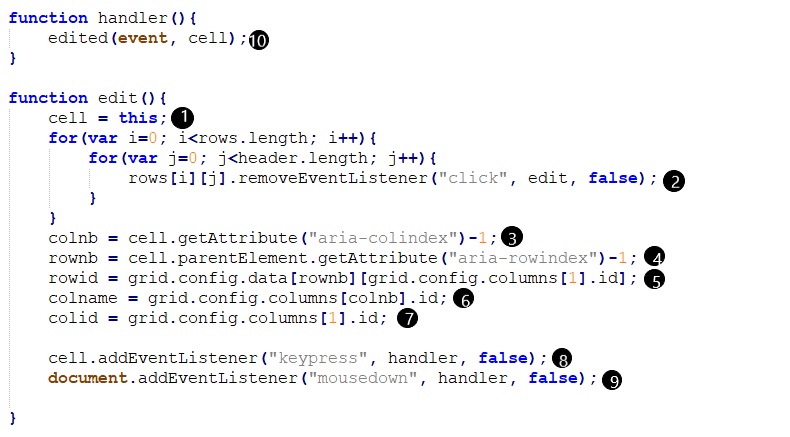 function handler(){
    edited(event, cell); 10
}

function edit(){
    cell = this; 1
    for(var i=0; i<rows.length; i++){
        for(var j=0; j<header.length; j++){
            rows[i][j].removeEventListener("click", edit, false); 2
        }
    }
    colnb = cell.getAttribute("aria-colindex")-1; 3
    rownb = cell.parentElement.getAttribute("aria-rowindex")-1; 4
    rowid = grid.config.data[rownb][grid.config.columns[1].id]; 5
    colname = grid.config.columns[colnb].id; 6
    colid = grid.config.columns[1].id; 7

    cell.addEventListener("keypress", handler, false); 8
    document.addEventListener("mousedown", handler, false); 9

}